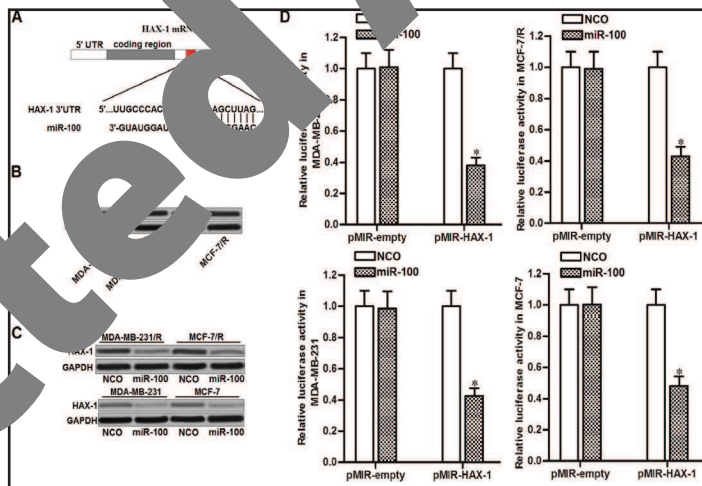 A
HAX-1
5' UTR coding region
HAX-1 3'UTR 5'...UUGCCCAC AGCUUAG...
miR-100 3'-GUAUGGAU GAAC
B
MCF-7/R
C
MDA-MB-231/R MCF-7/R
HAX-1
GAPDH
NCO miR-100 NCO miR-100
MDA-MB-231 MCF-7
HAX-1
GAPDH
NCO miR-100 NCO miR-100
D
Relative luciferase activity in
1.2
1.0
0.8
0.6
0.4
0.2
0.0
*
pMIR-empty pMIR-HAX-1
Relative luciferase activity in MCF-7/R
NCO
miR-100
1.2
1.0
0.8
0.6
0.4
0.2
0.0
*
pMIR-empty pMIR-HAX-1
Relative luciferase activity in
MDA-MB-231
NCO
miR-100
1.2
1.0
0.8
0.6
0.4
0.2
0.0
*
pMIR-empty pMIR-HAX-1
Relative luciferase activity in MCF-7
NCO
miR-100
1.2
1.0
0.8
0.6
0.4
0.2
0.0
*
pMIR-empty pMIR-HAX-1
cted